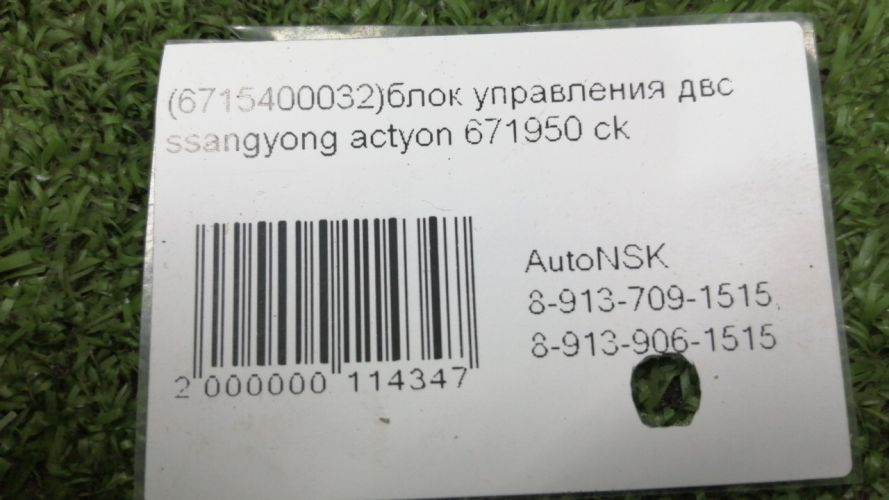 (6715400032)блок управления двс
ssangyong actyon 671950 ck
AutoNSK
8-913-709-1515
8-913-906-1515
2 000000 114347